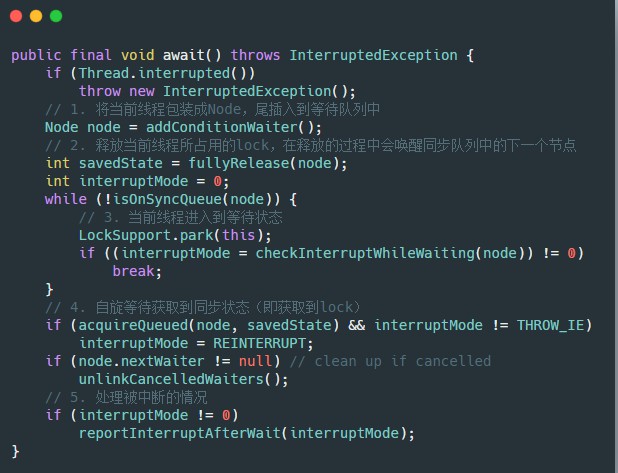 public final void await() throws InterruptedException {
    if (Thread.interrupted())
        throw new InterruptedException();
    // 1. 将当前线程包装成Node，尾插入到等待队列中
    Node node = addConditionWaiter();
    // 2. 释放当前线程所占用的lock，在释放的过程中会唤醒同步队列中的下一个节点
    int savedState = fullyRelease(node);
    int interruptMode = 0;
    while (!isOnSyncQueue(node)) {
        // 3. 当前线程进入到等待状态
        LockSupport.park(this);
        if ((interruptMode = checkInterruptWhileWaiting(node)) != 0)
            break;
    }
    // 4. 自旋等待获取到同步状态（即获取到lock）
    if (acquireQueued(node, savedState) && interruptMode != THROW_IE)
        interruptMode = REINTERRUPT;
    if (node.nextWaiter != null) // clean up if cancelled
        unlinkCancelledWaiters();
    // 5. 处理被中断的情况
    if (interruptMode != 0)
        reportInterruptAfterWait(interruptMode);
}